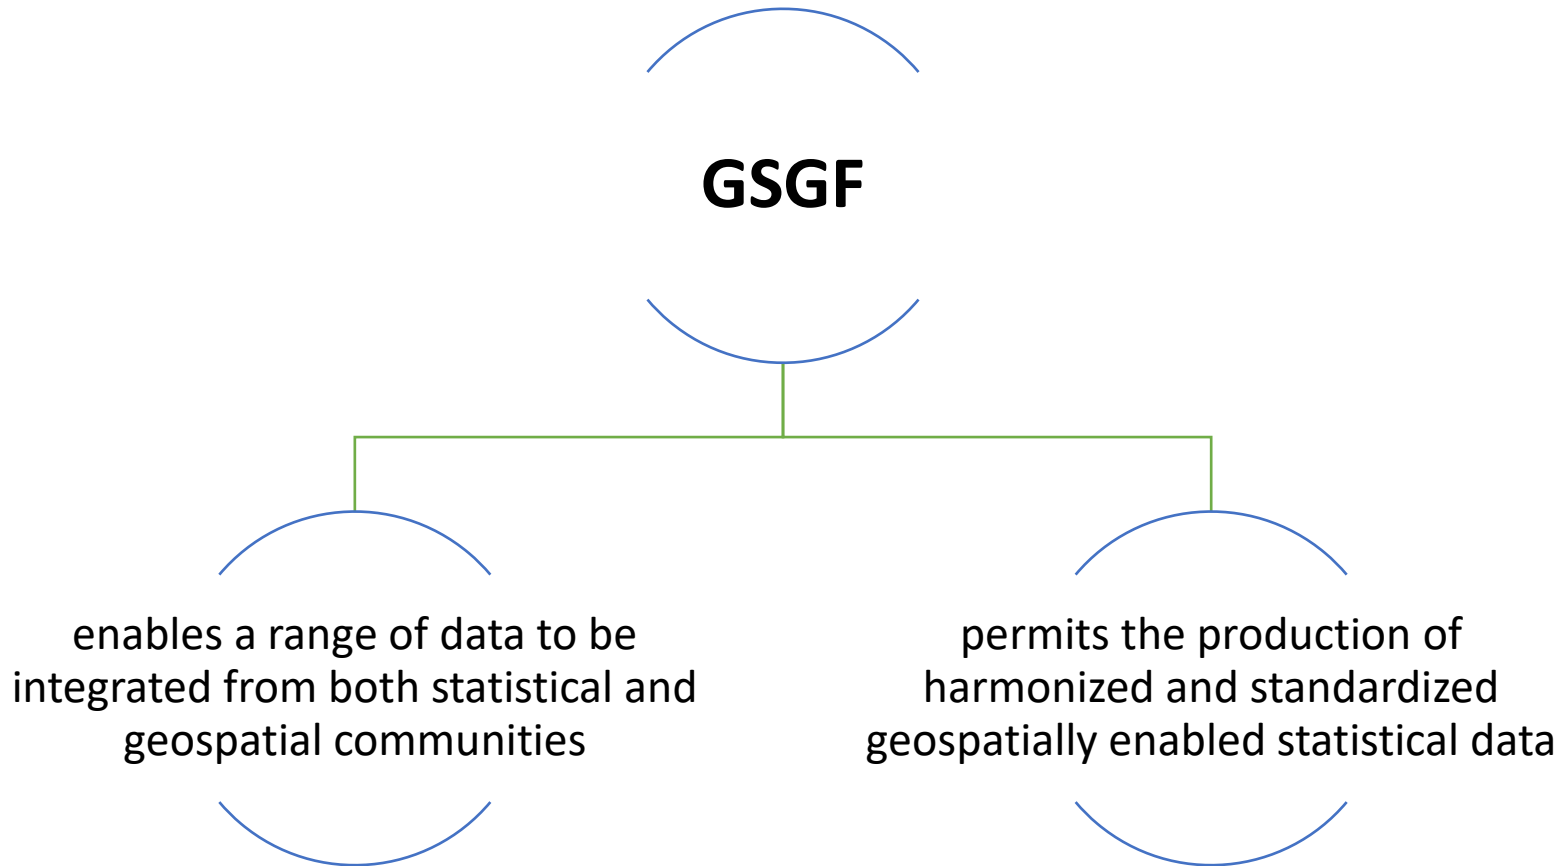 GSGF
enables a range of data to be
integrated from both statistical and
geospatial communities
permits the production of
harmonized and standardized
geospatially enabled statistical data